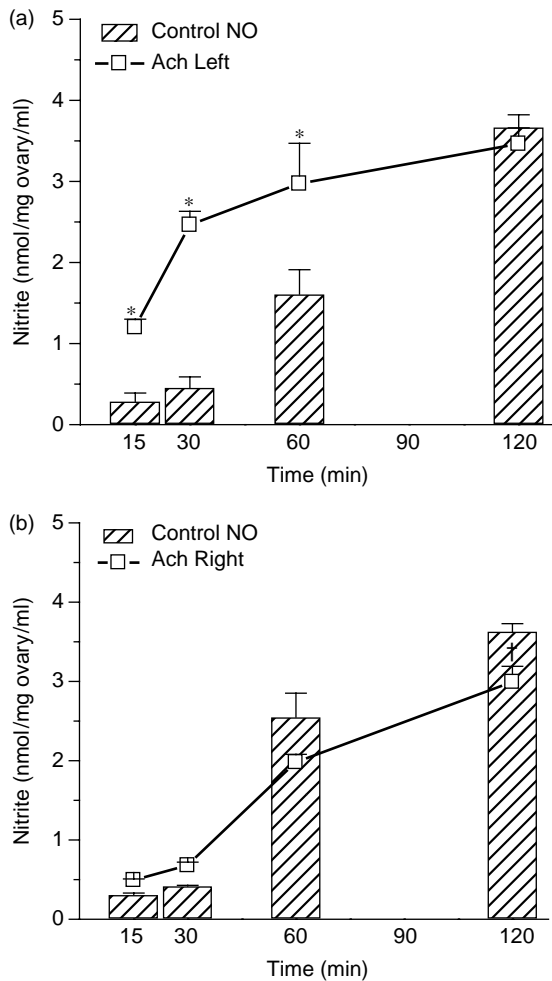 (a)
Control NO
Ach Left
Nitrite (nmol/mg ovary/ml)
5
4
3
2
1
0
*
*
*
15 30 60 90 120
Time (min)
(b)
Control NO
Ach Right
Nitrite (nmol/mg ovary/ml)
5
4
3
2
1
0
†
15 30 60 90 120
Time (min)